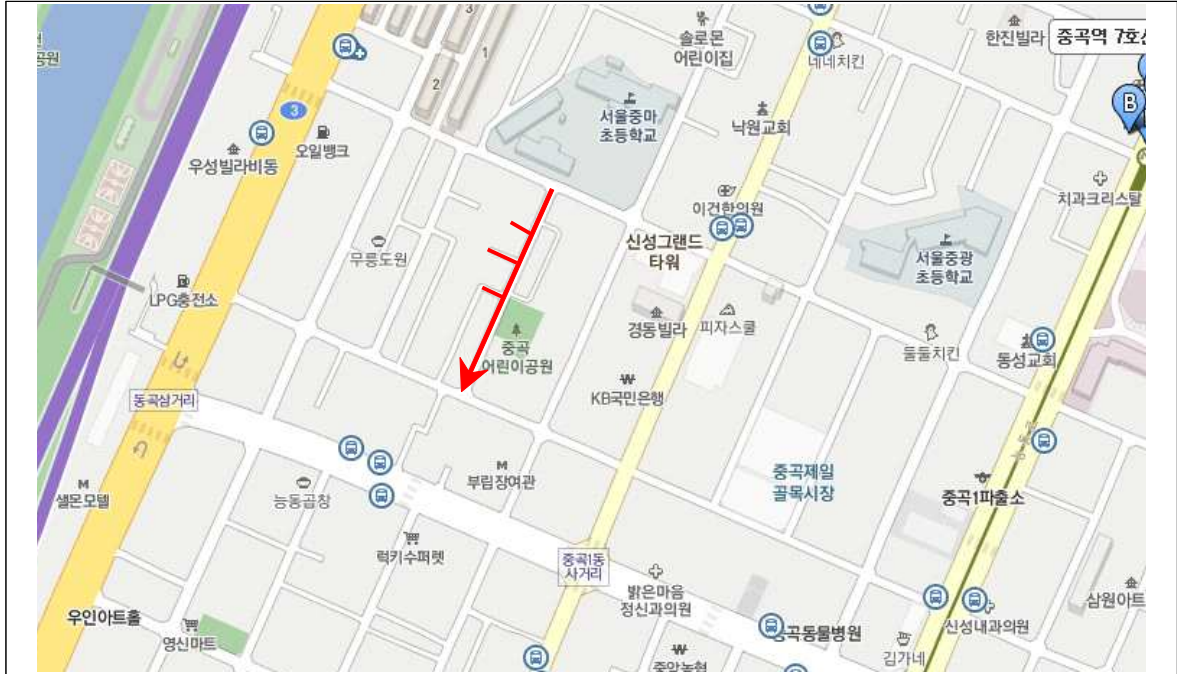 3
솔로몬
어린이집
네네치킨
한진빌라
중곡역 7호선
공원
1
2
B
3
서울중마
초등학교
낙원교회
우성빌라비동
오일뱅크
치과크리스탈
이건한의원
무릉도원
신성그랜드
타워
서울중광
초등학교
LPG충전소
경동빌라
피자스쿨
중곡
어린이공원
둘둘치킨
동성교회
KB국민은행
동곡삼거리
부림장여관
중곡제일
골목시장
샐몬모텔
능동곱창
중곡1파출소
럭키수퍼렛
중곡1동
사거리
밝은마음
정신과의원
삼원아트
우인아트홀
영신마트
곡동물병원
신성내과의원
김가네
중앙농협